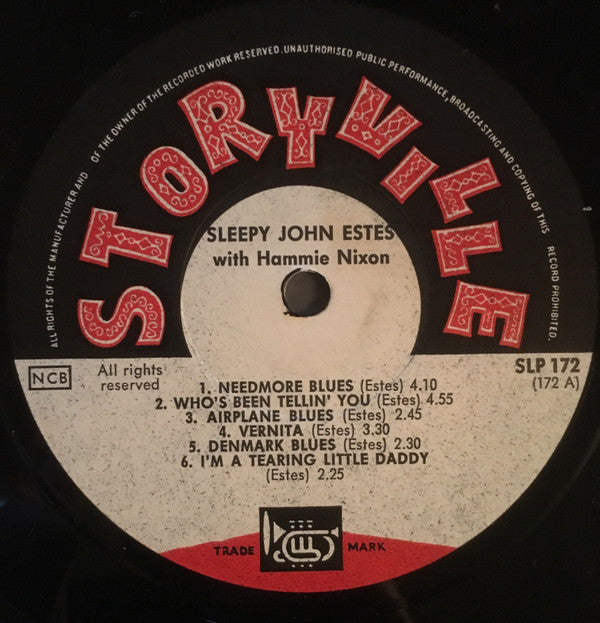 ALL RIGHTS OF THE MANUFACTURER AND OF THE OWNER OF THE RECORDED WORK RESERVED. UNAUTHORISED PUBLIC PERFORMANCE, BROADCASTING AND COPYING OF THIS RECORD PROHIBITED.
STORYVILLE
SLEEPY JOHN ESTES
with Hammie Nixon
NCB
All rights
reserved
SLP 172
(172 A)
1. NEEDMORE BLUES (Estes) 4.10
2. WHO'S BEEN TELLIN' YOU (Estes) 4.55
3. AIRPLANE BLUES (Estes) 2.45
4. VERNITA (Estes) 3.30
5. DENMARK BLUES (Estes) 2.30
6. I'M A TEARING LITTLE DADDY
(Estes) 2.25
TRADE MARK